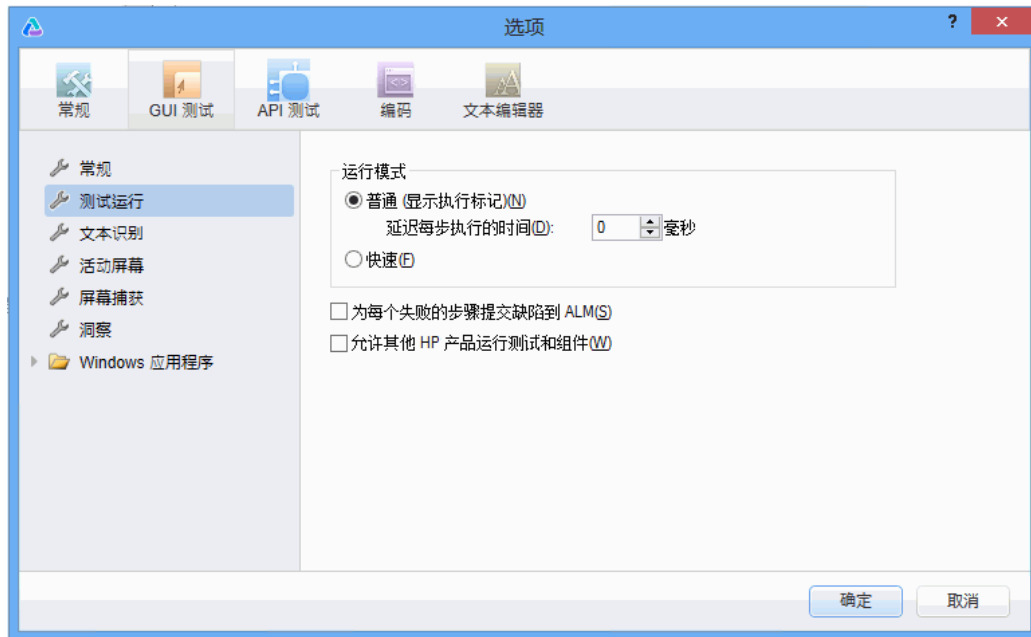 选项
?
常规
GUI 测试
API 测试
编码
文本编辑器
常规
测试运行
文本识别
活动屏幕
屏幕捕获
洞察
Windows 应用程序
运行模式
普通 (显示执行标记)(N)
延迟每步执行的时间(D): 0 毫秒
快速(F)
为每个失败的步骤提交缺陷到 ALM(S)
允许其他 HP 产品运行测试和组件(W)
确定
取消